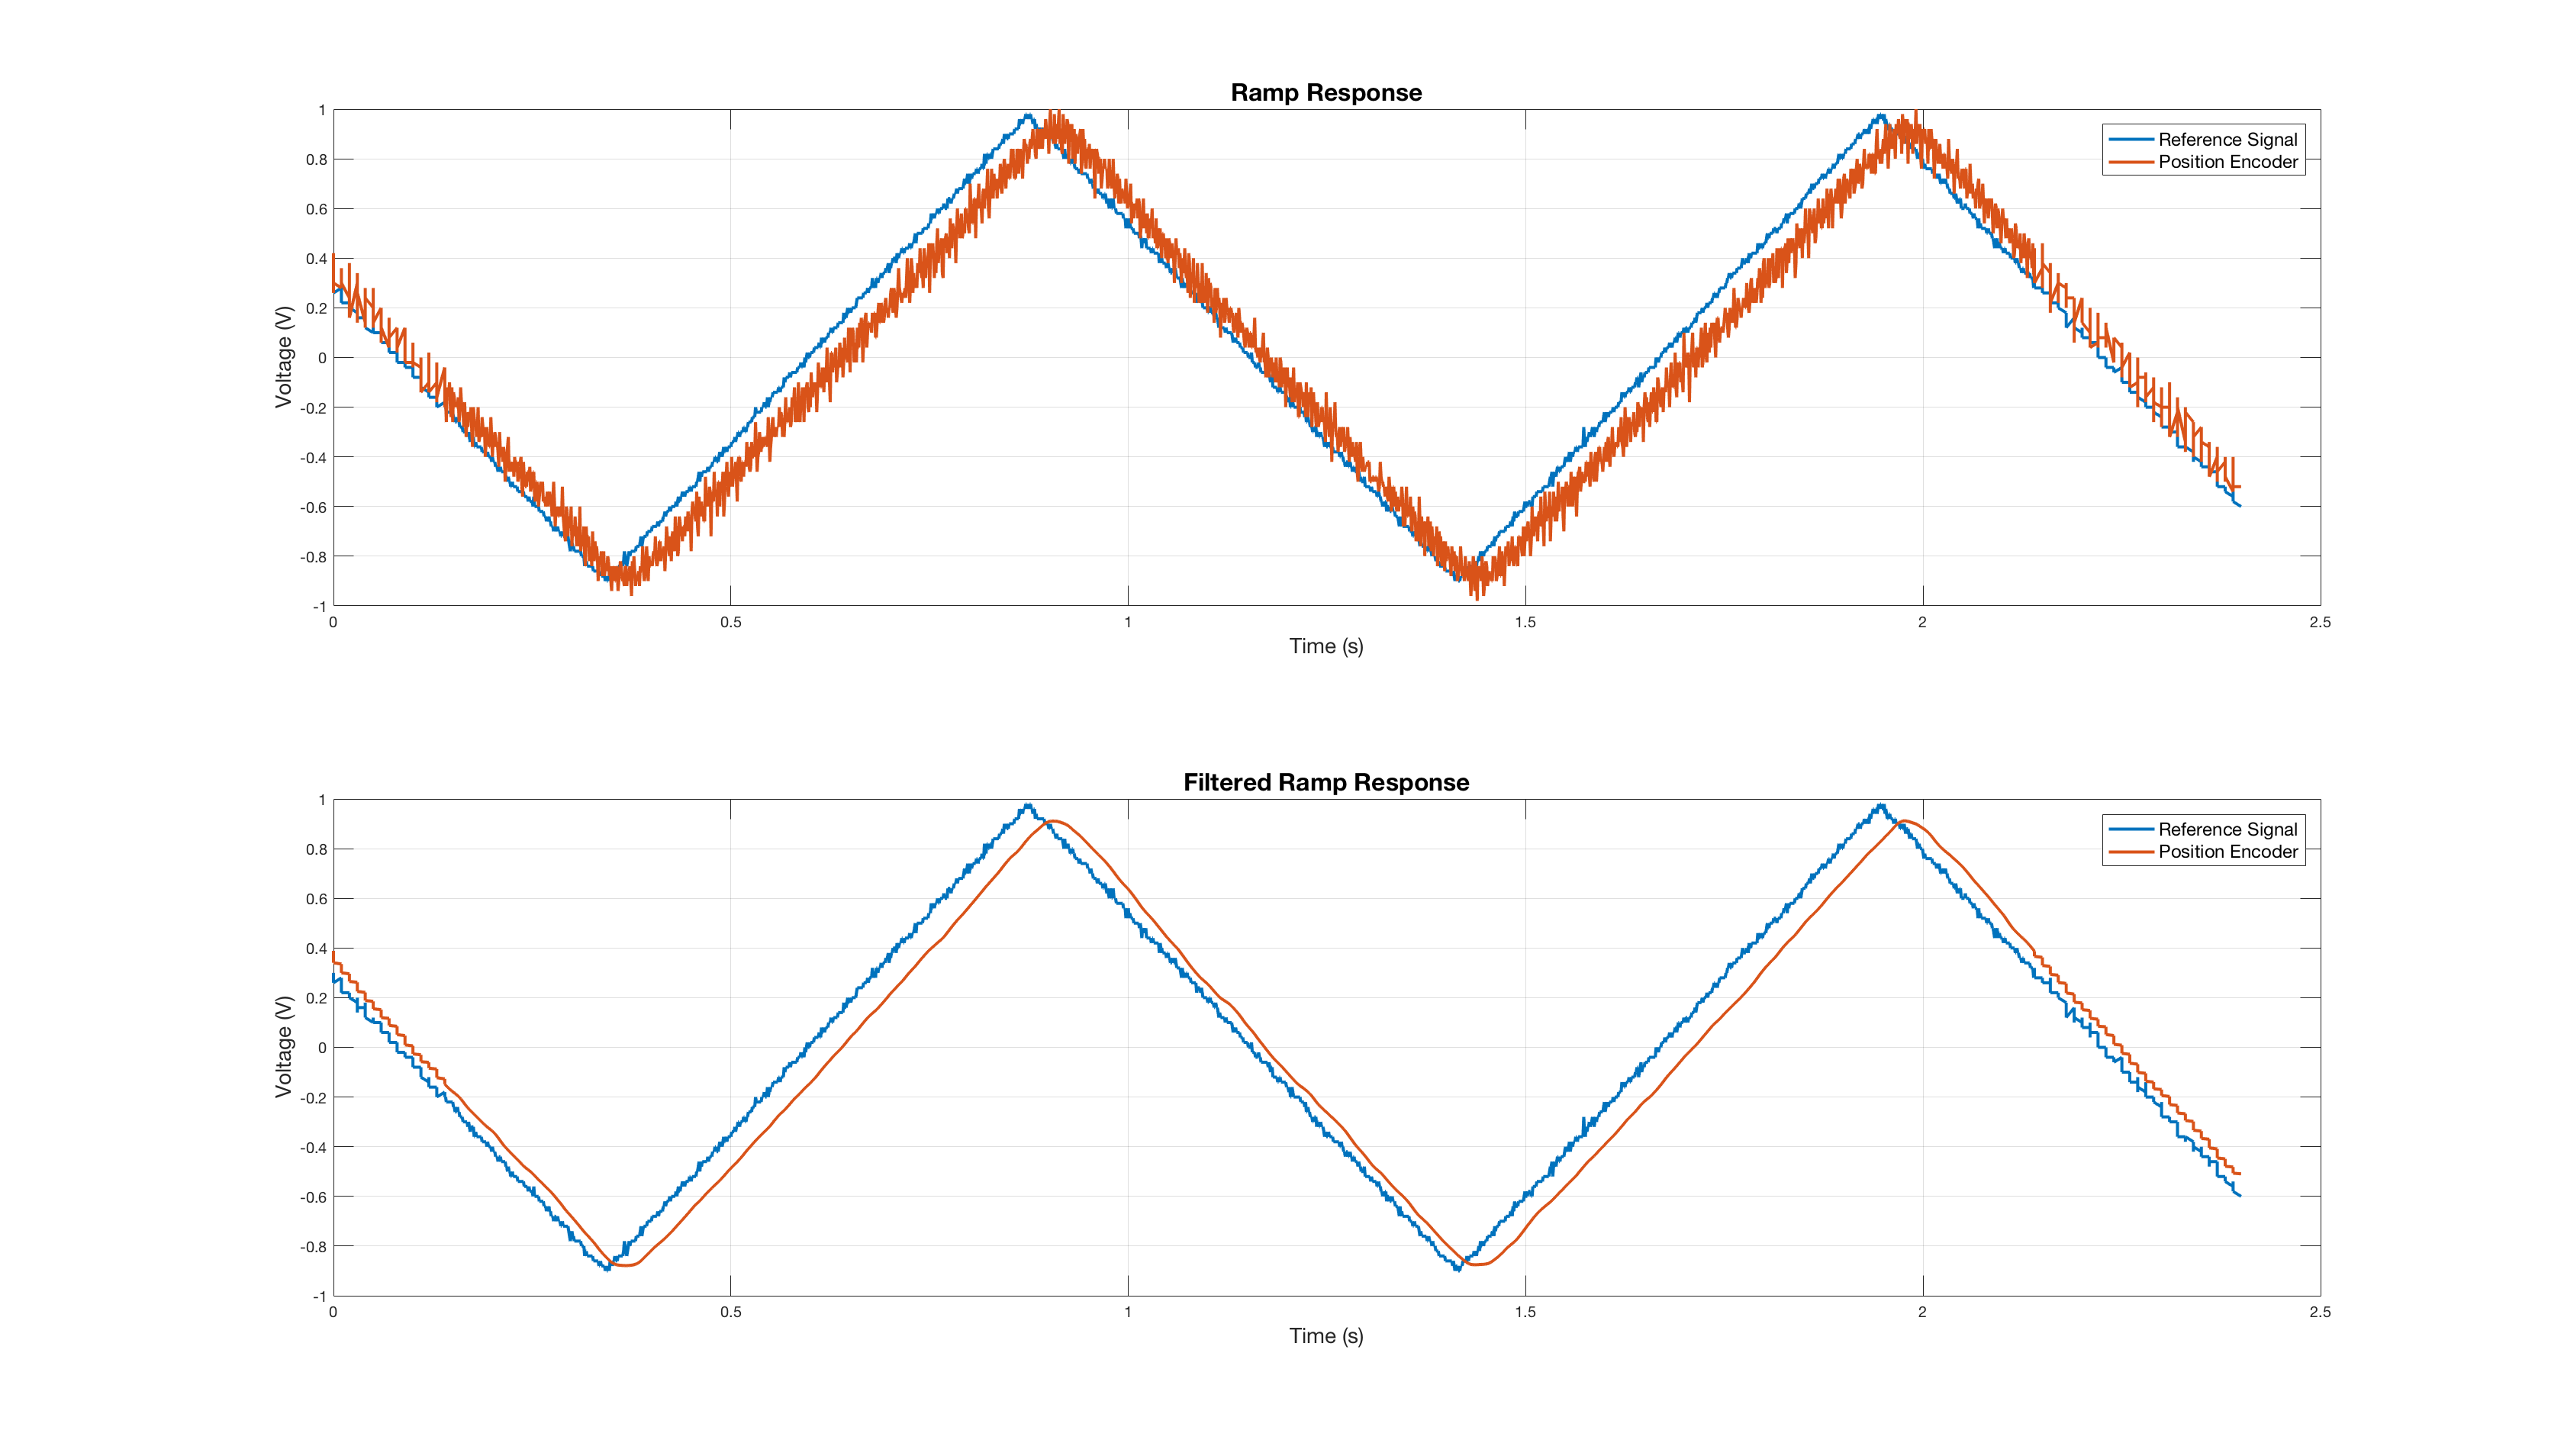 Ramp Response
1
0.8
0.6
0.4
0.2
0
-0.2
-0.4
-0.6
-0.8
-1
Voltage (V)
Reference Signal
Position Encoder
0 0.5 1 1.5 2 2.5
Time (s)
Filtered Ramp Response
1
0.8
0.6
0.4
0.2
0
-0.2
-0.4
-0.6
-0.8
-1
Voltage (V)
Reference Signal
Position Encoder
0 0.5 1 1.5 2 2.5
Time (s)